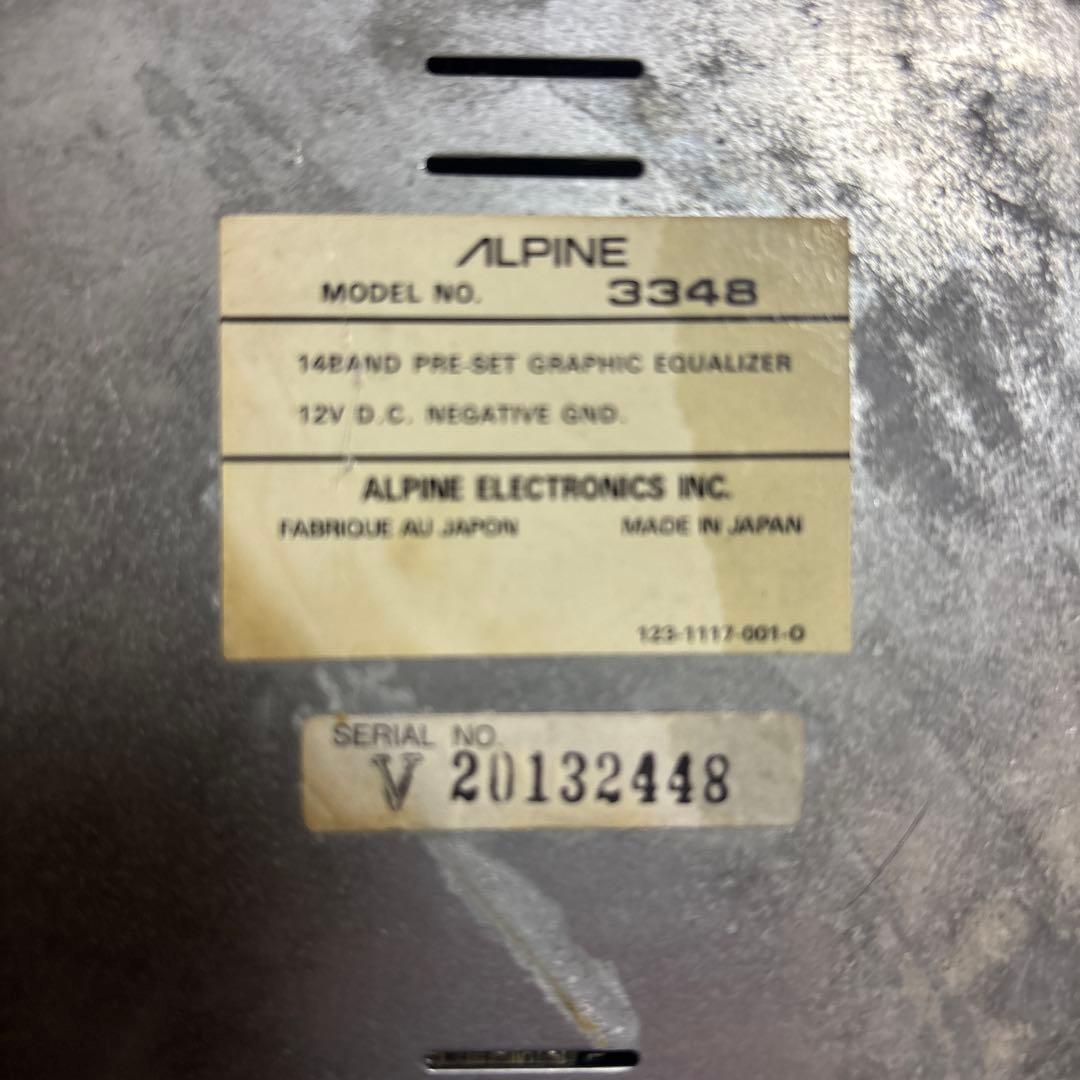 ALPINE
MODEL NO. 3348
14BAND PRE-SET GRAPHIC EQUALIZER
12V D.C. NEGATIVE GND.
ALPINE ELECTRONICS INC.
FABRIQUE AU JAPON MADE IN JAPAN
123-1117-001-0
SERIAL NO.
V 20132448